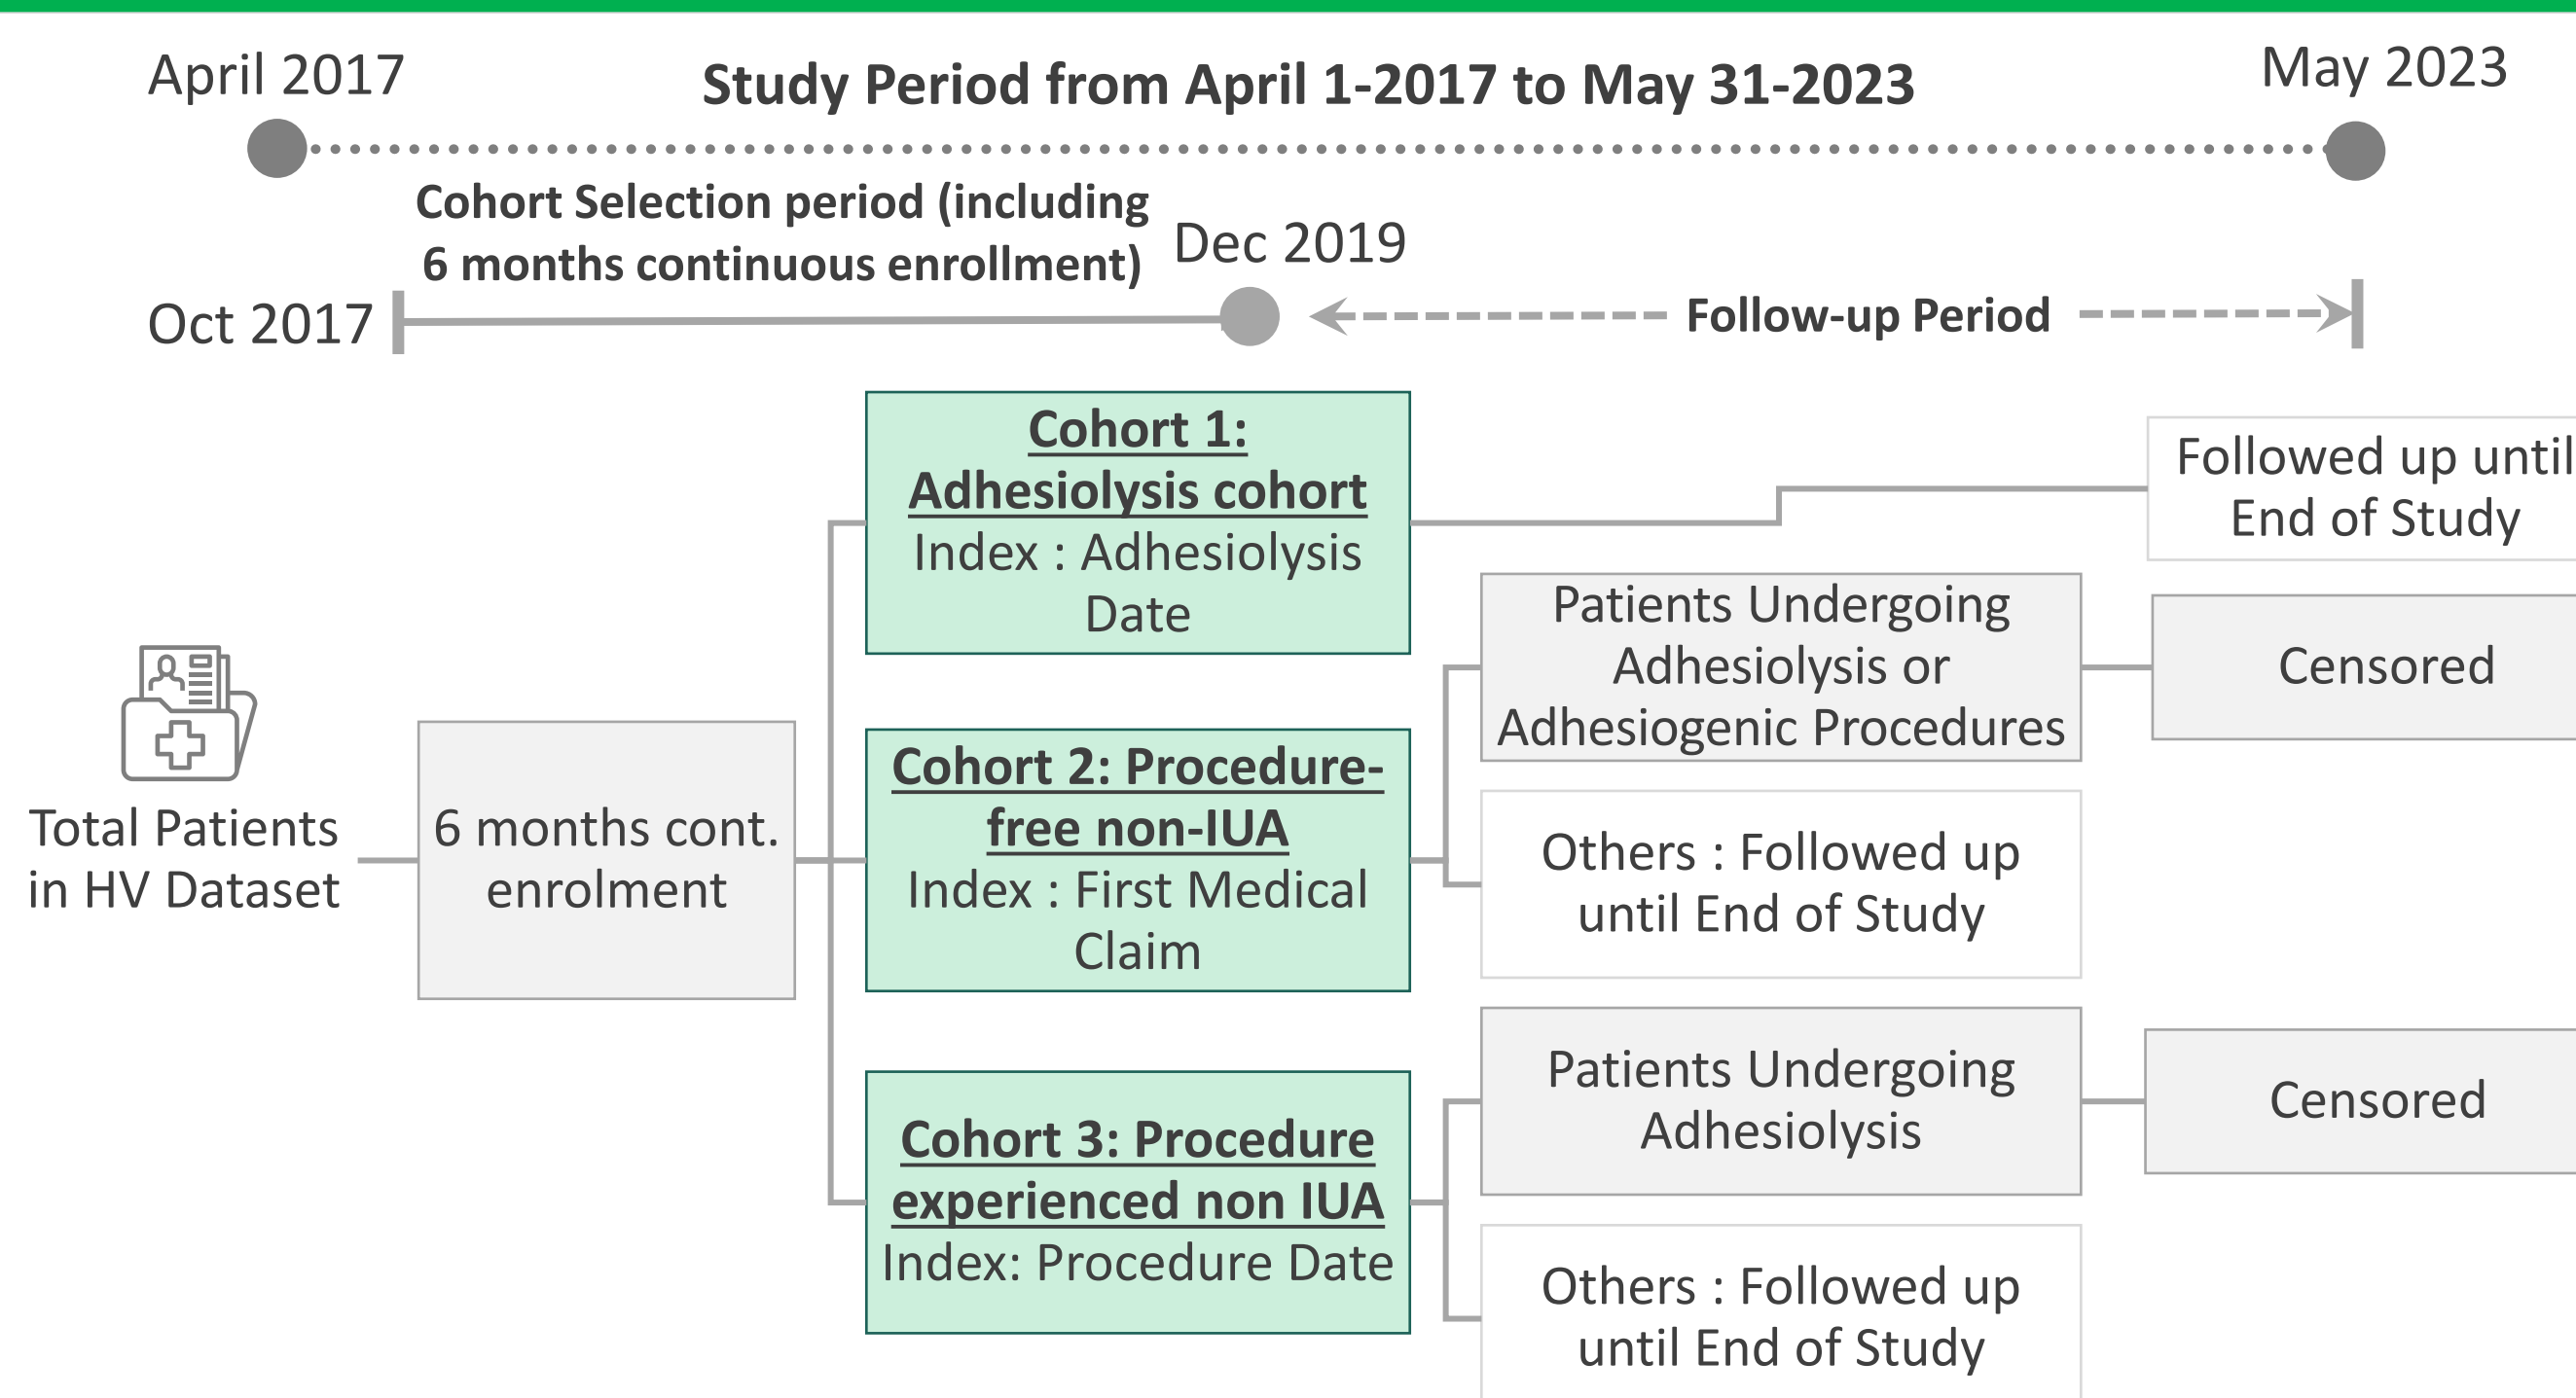 April 2017
Study Period from April 1-2017 to May 31-2023
May 2023
Cohort Selection period (including
6 months continuous enrollment)
Dec 2019
Oct 2017
Follow-up Period
Total Patients
in HV Dataset
6 months cont.
enrolment
Cohort 1:
Adhesiolysis cohort
Index : Adhesiolysis
Date
Followed up until
End of Study
Cohort 2: Procedure-
free non-IUA
Index : First Medical
Claim
Patients Undergoing
Adhesiolysis or
Adhesiogenic Procedures
Censored
Others : Followed up
until End of Study
Cohort 3: Procedure
experienced non IUA
Index: Procedure Date
Patients Undergoing
Adhesiolysis
Censored
Others : Followed up
until End of Study